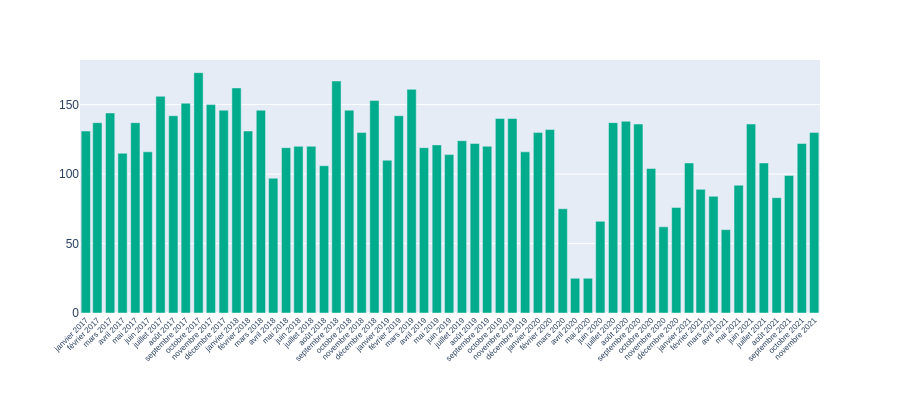 150
100
50
0
janvier 2017
février 2017
mars 2017
avril 2017
mai 2017
juin 2017
juillet 2017
août 2017
septembre 2017
octobre 2017
novembre 2017
décembre 2017
janvier 2018
février 2018
mars 2018
avril 2018
mai 2018
juin 2018
juillet 2018
août 2018
septembre 2018
octobre 2018
novembre 2018
décembre 2018
janvier 2019
février 2019
mars 2019
avril 2019
mai 2019
juin 2019
juillet 2019
août 2019
septembre 2019
octobre 2019
novembre 2019
décembre 2019
janvier 2020
février 2020
mars 2020
avril 2020
mai 2020
juin 2020
juillet 2020
août 2020
septembre 2020
octobre 2020
novembre 2020
décembre 2020
janvier 2021
février 2021
mars 2021
avril 2021
mai 2021
juin 2021
juillet 2021
août 2021
septembre 2021
octobre 2021
novembre 2021